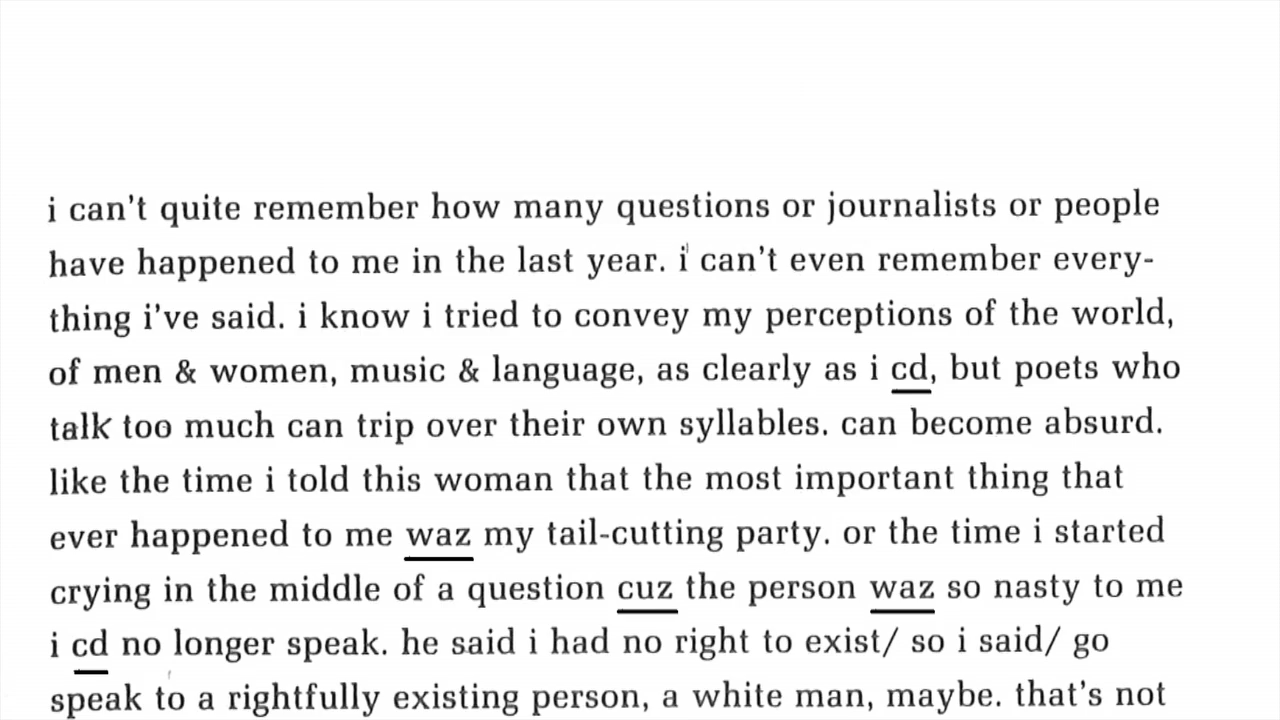 i can't quite remember how many questions or journalists or people
have happened to me in the last year. i can't even remember every-
thing i've said. i know i tried to convey my perceptions of the world,
of men & women, music & language, as clearly as i cd, but poets who
talk too much can trip over their own syllables. can become absurd.
like the time i told this woman that the most important thing that
ever happened to me waz my tail-cutting party. or the time i started
crying in the middle of a question cuz the person waz so nasty to me
i cd no longer speak. he said i had no right to exist/ so i said/ go
speak to a rightfully existing person, a white man, maybe. that's not